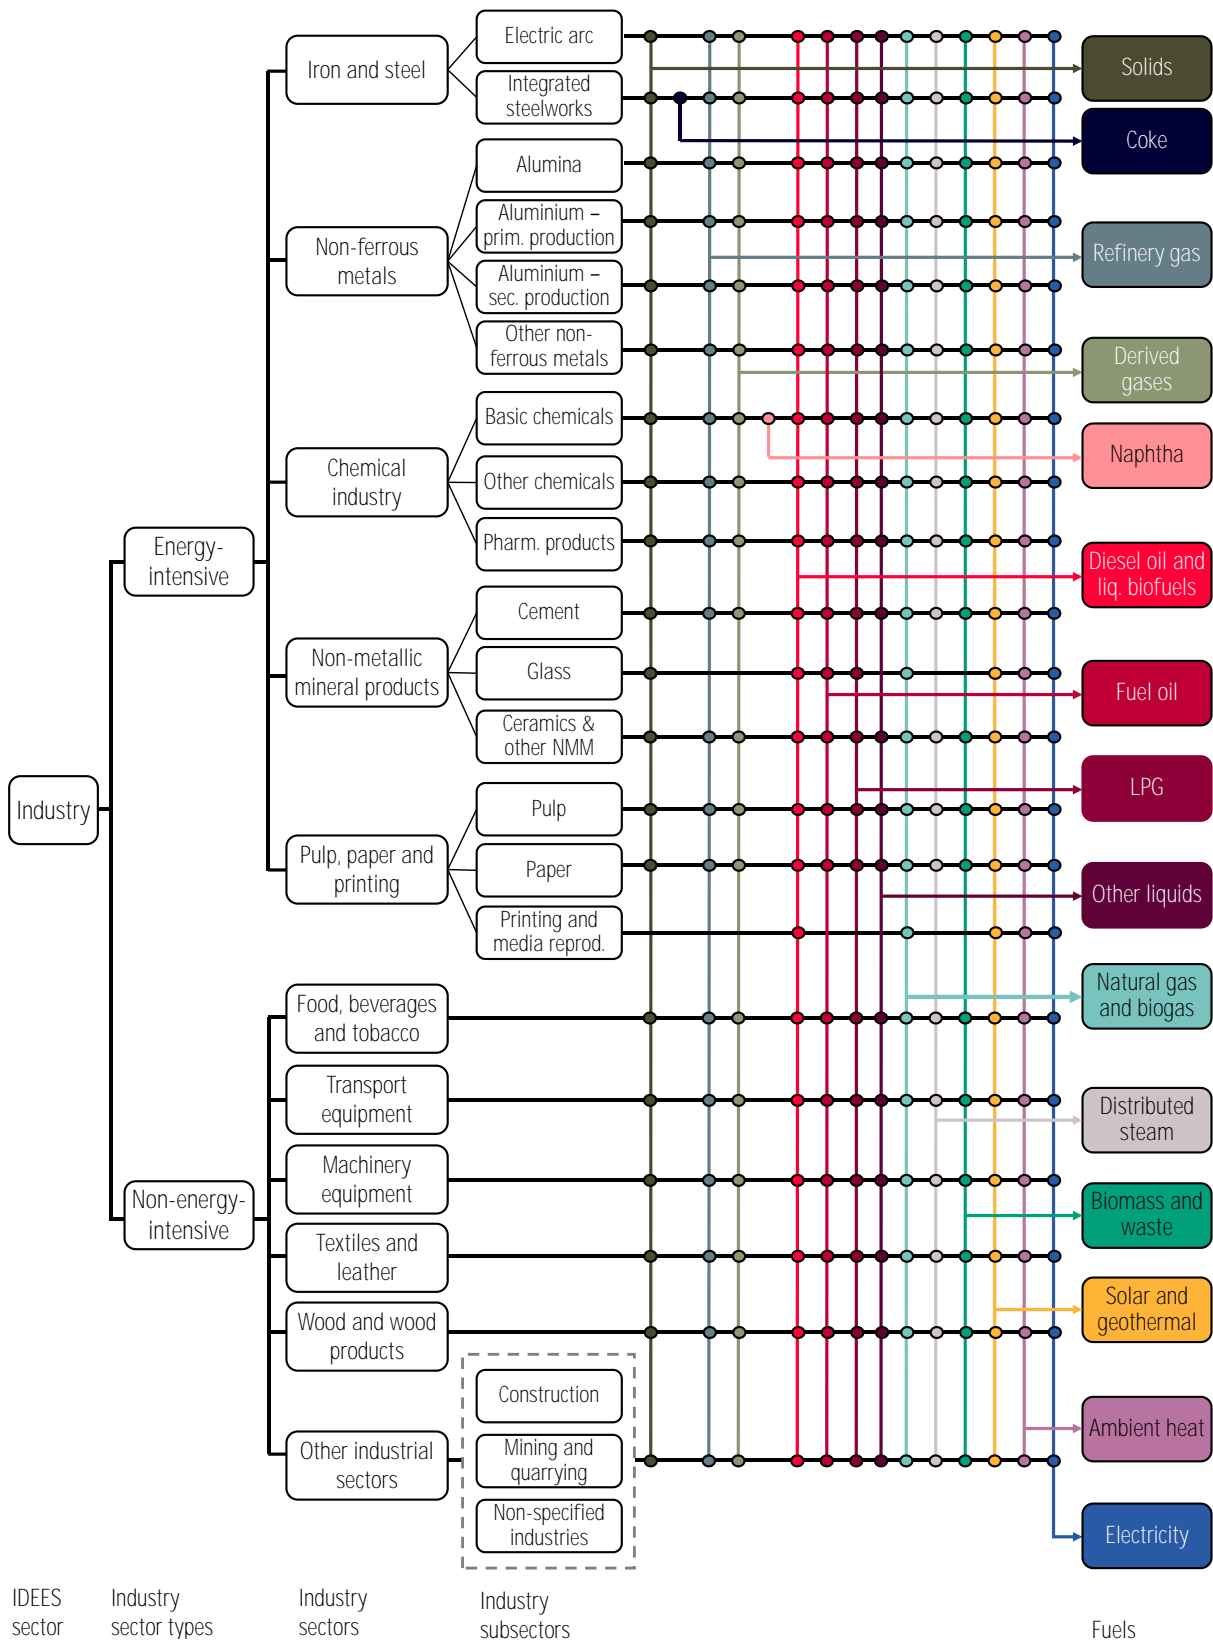 Industry
Energy-
intensive
Non-energy-
intensive
Iron and steel
Non-ferrous
metals
Chemical
industry
Non-metallic
mineral products
Pulp, paper and
printing
Food, beverages
and tobacco
Transport
equipment
Machinery
equipment
Textiles and
leather
Wood and wood
products
Other industrial
sectors
Electric arc
Integrated
steelworks
Alumina
Aluminium –
prim. production
Aluminium –
sec. production
Other non-
ferrous metals
Basic chemicals
Other chemicals
Pharm. products
Cement
Glass
Ceramics &
other NMM
Pulp
Paper
Printing and
media reprod.
Construction
Mining and
quarrying
Non-specified
industries
Solids
Coke
Refinery gas
Derived
gases
Naphtha
Diesel oil and
liq. biofuels
Fuel oil
LPG
Other liquids
Natural gas
and biogas
Distributed
steam
Biomass and
waste
Solar and
geothermal
Ambient heat
Electricity
IDEES
sector
Industry
sector types
Industry
sectors
Industry
subsectors
Fuels